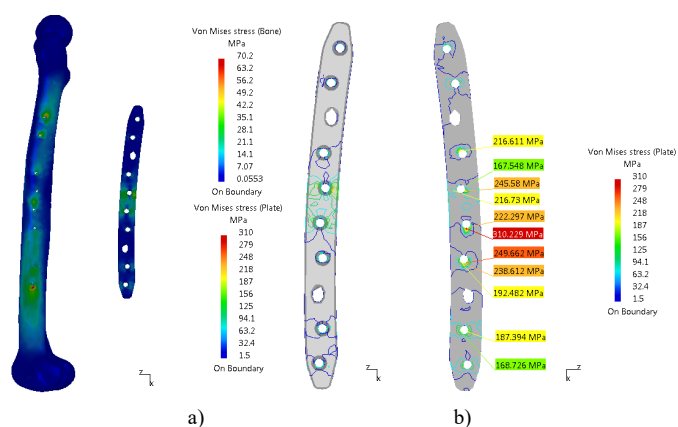 Von Mises stress (Bone)
MPa
70.2
63.2
56.2
49.2
42.2
35.1
28.1
21.1
14.1
7.07
0.0553
On Boundary
Von Mises stress (Plate)
MPa
310
279
248
218
187
156
125
94.1
63.2
32.4
1.5
On Boundary
z
x
z
x
216.611 MPa
167.548 MPa
245.58 MPa
216.73 MPa
222.297 MPa
310.229 MPa
249.662 MPa
238.612 MPa
192.482 MPa
187.394 MPa
168.726 MPa
z
x
Von Mises stress (Plate)
MPa
310
279
248
218
187
156
125
94.1
63.2
32.4
1.5
On Boundary
a)
b)